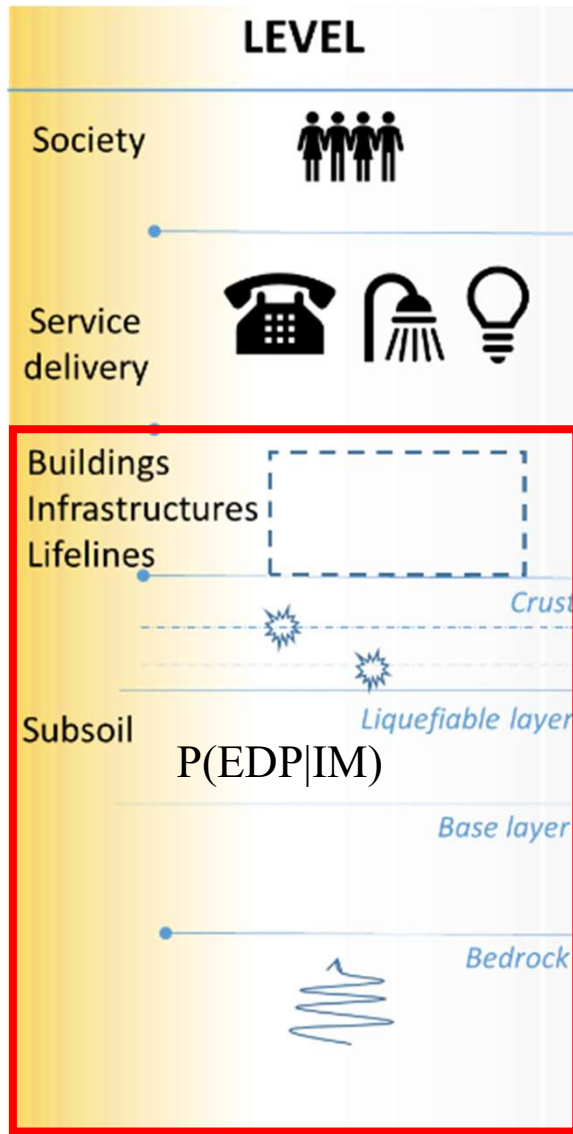 LEVEL
Society
Service
delivery
Buildings
Infrastructures
Lifelines
Crust
Liquefiable layer
Subsoil
P(EDP|IM)
Base layer
Bedrock